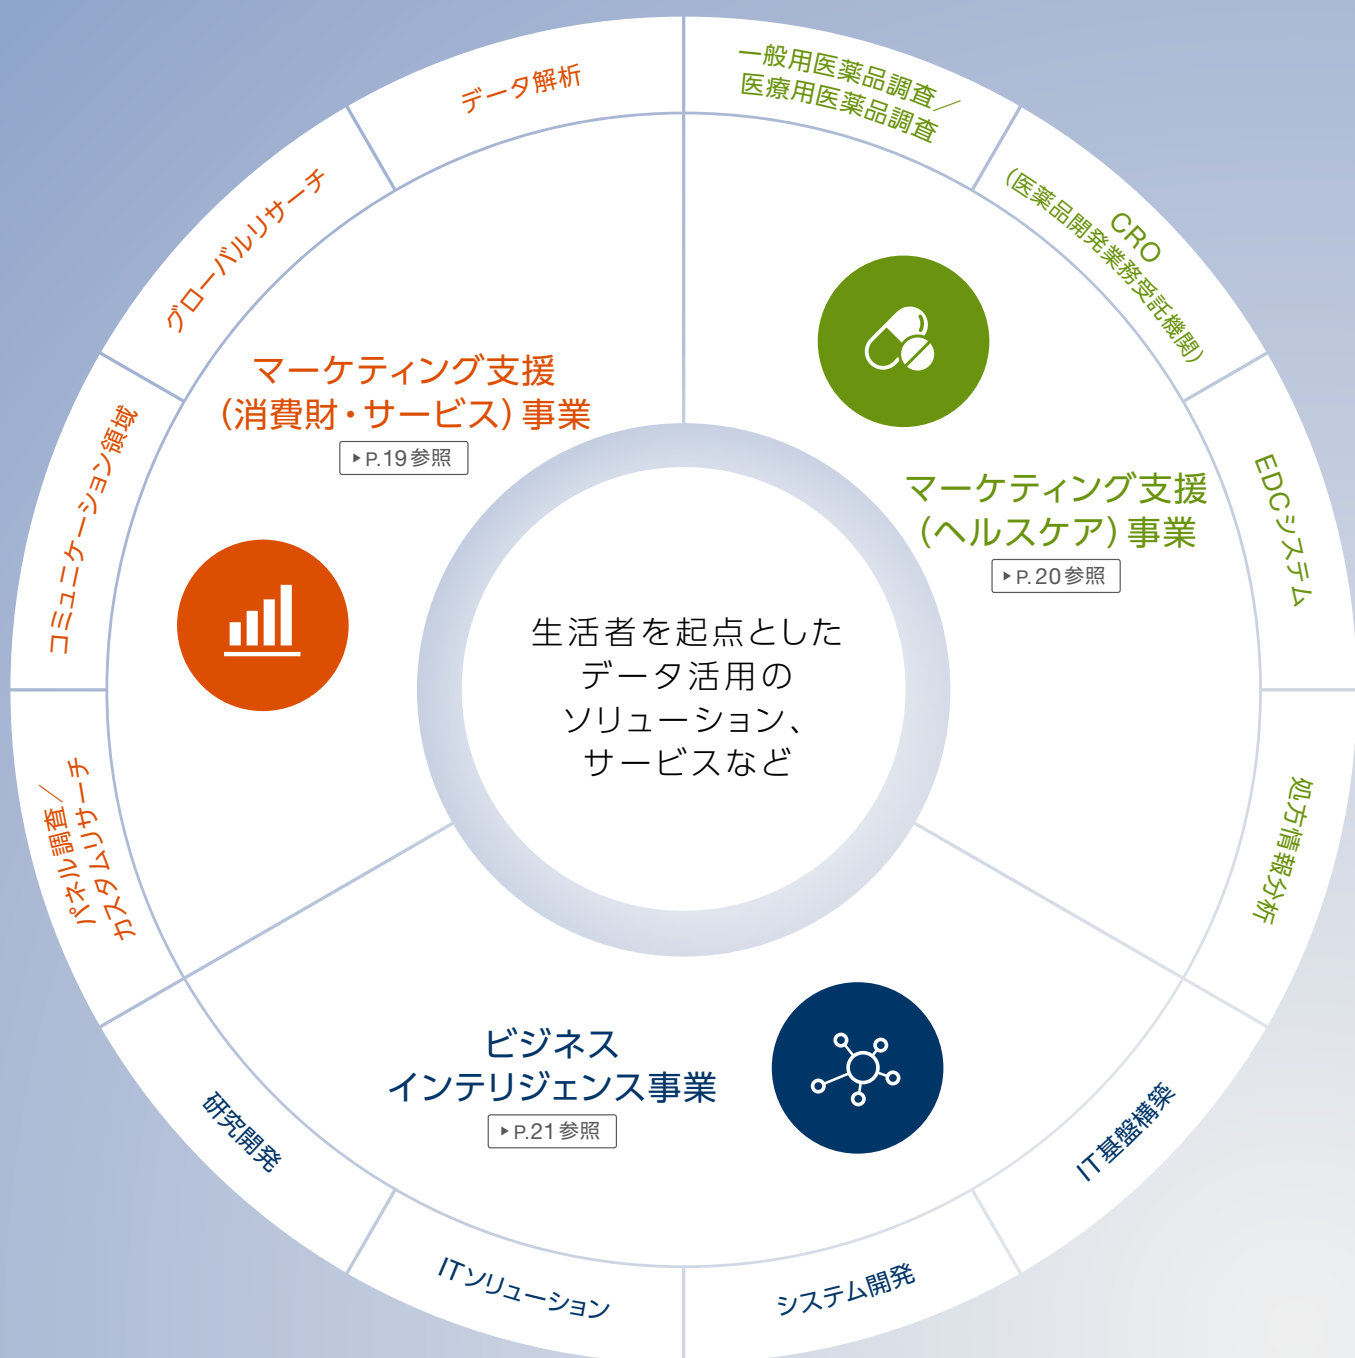 データ解析
一般用医薬品調査／
医療用医薬品調査
CRO
(医薬品開発業務受託機関)
グローバルリサーチ
マーケティング支援
（消費財・サービス）事業
▶P.19参照
コミュニケーション領域
EDCシステム
マーケティング支援
（ヘルスケア）事業
▶P.20参照
生活者を起点とした
データ活用の
ソリューション、
サービスなど
パネル調査／
カスタムリサーチ
処方情報分析
ビジネス
インテリジェンス事業
▶P.21参照
研究開発
IT基盤構築
ITソリューション
システム開発